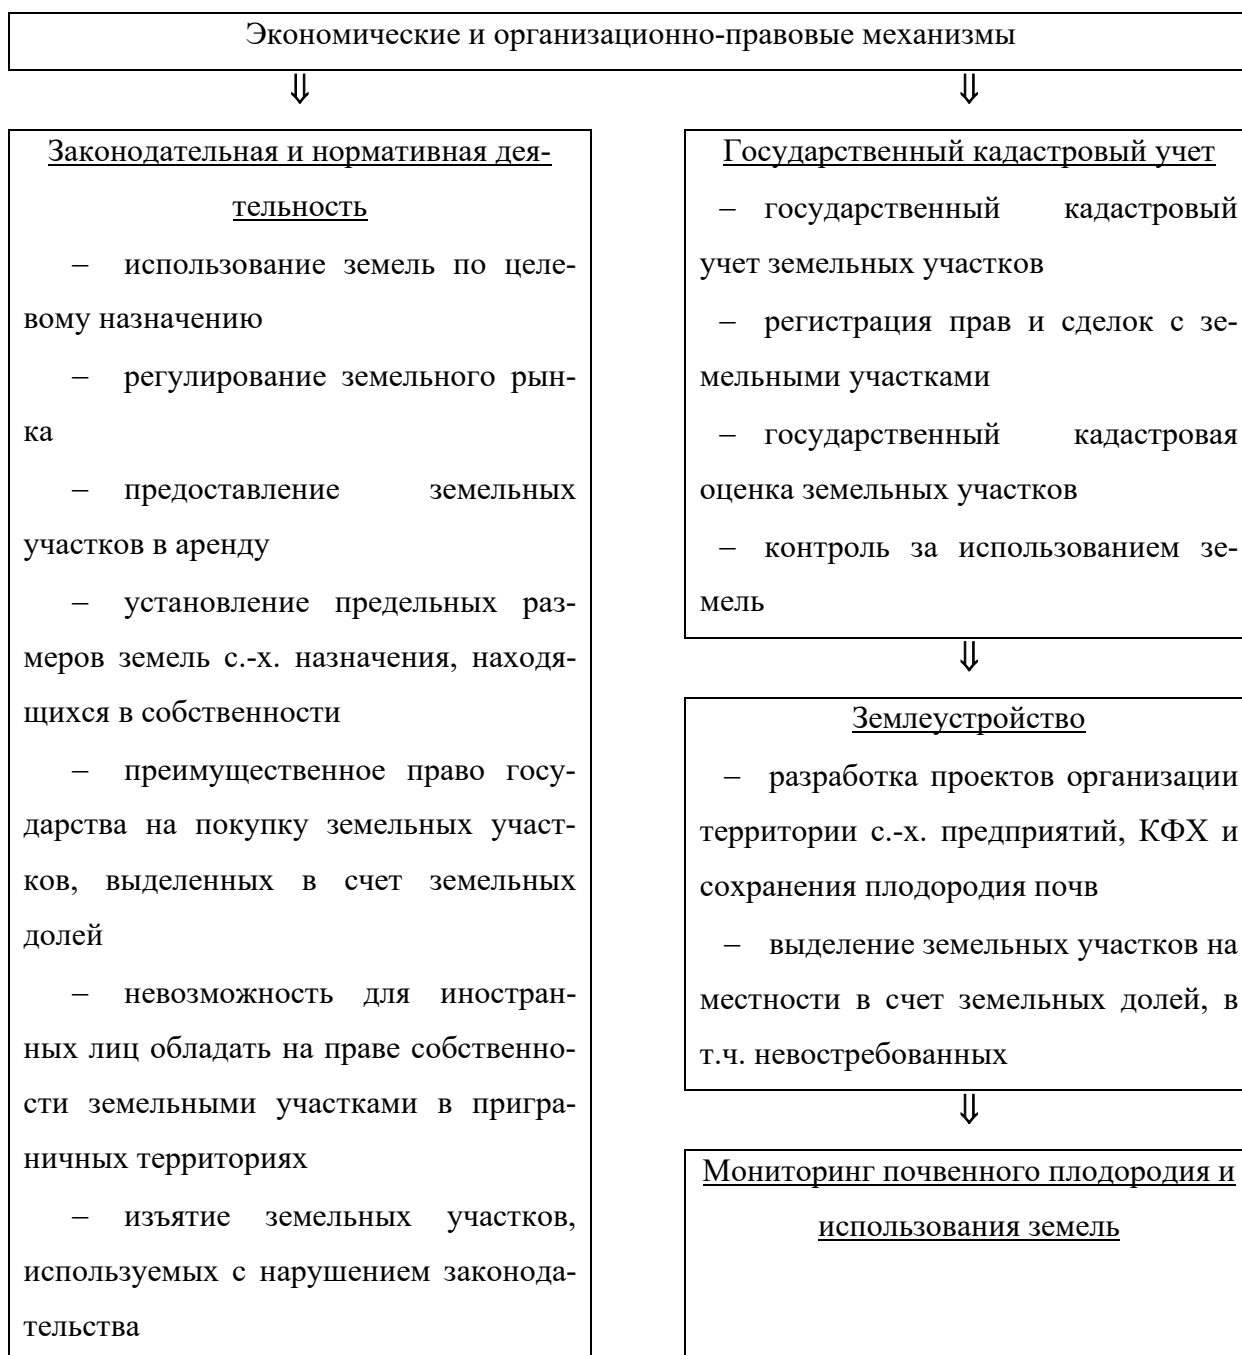 Экономические и организационно-правовые механизмы
⇓ ⇓
Законодательная и нормативная дея-
тельность
– использование земель по целе-
вому назначению
– регулирование земельного рын-
ка
– предоставление земельных
участков в аренду
– установление предельных раз-
меров земель с.-х. назначения, находя-
щихся в собственности
– преимущественное право госу-
дарства на покупку земельных участ-
ков, выделенных в счет земельных
долей
– невозможность для иностран-
ных лиц обладать на праве собственно-
сти земельными участками в пригра-
ничных территориях
– изъятие земельных участков,
используемых с нарушением законода-
тельства
Государственный кадастровый учет
– государственный кадастровый
учет земельных участков
– регистрация прав и сделок с зе-
мельными участками
– государственный кадастровая
оценка земельных участков
– контроль за использованием зе-
мель
⇓
Землеустройство
– разработка проектов организации
территории с.-х. предприятий, КФХ и
сохранения плодородия почв
– выделение земельных участков на
местности в счет земельных долей, в
т.ч. невостребованных
⇓
Мониторинг почвенного плодородия и
использования земель